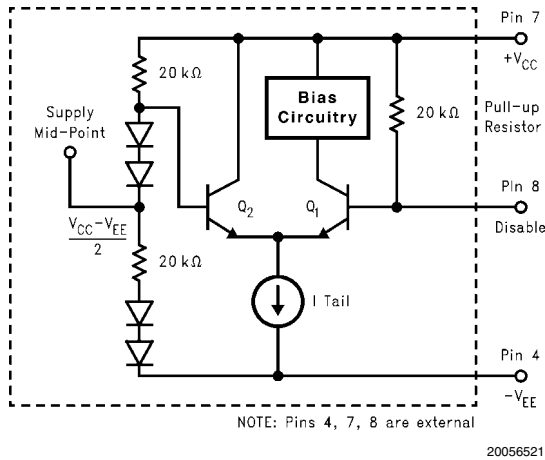 Pin 7
+VCC
20 kΩ
Bias
Circuitry
20 kΩ
Pull-up
Resistor
Supply
Mid-Point
Q2
Q1
PIn 8
Disable
VCC-VEE
2
20 kΩ
I Tail
Pin 4
-VEE
NOTE: Pins 4, 7, 8 are external
20056521